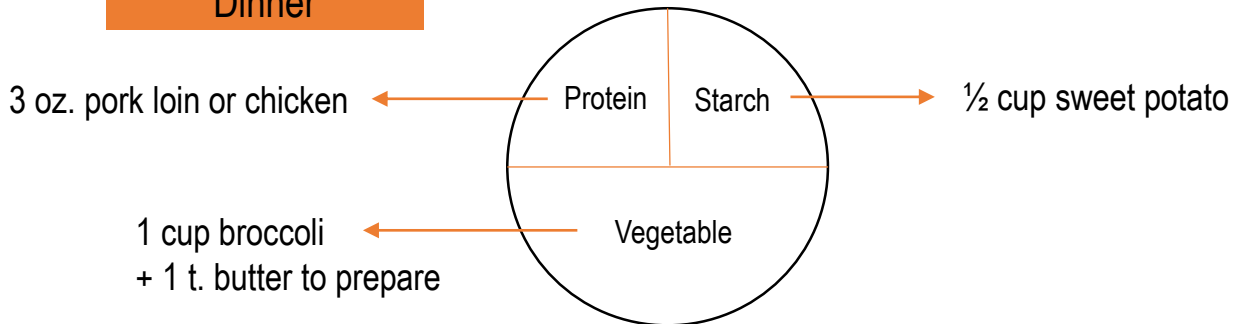 Dinner
3 oz. pork loin or chicken
Protein
Starch
½ cup sweet potato
1 cup broccoli
+ 1 t. butter to prepare
Vegetable